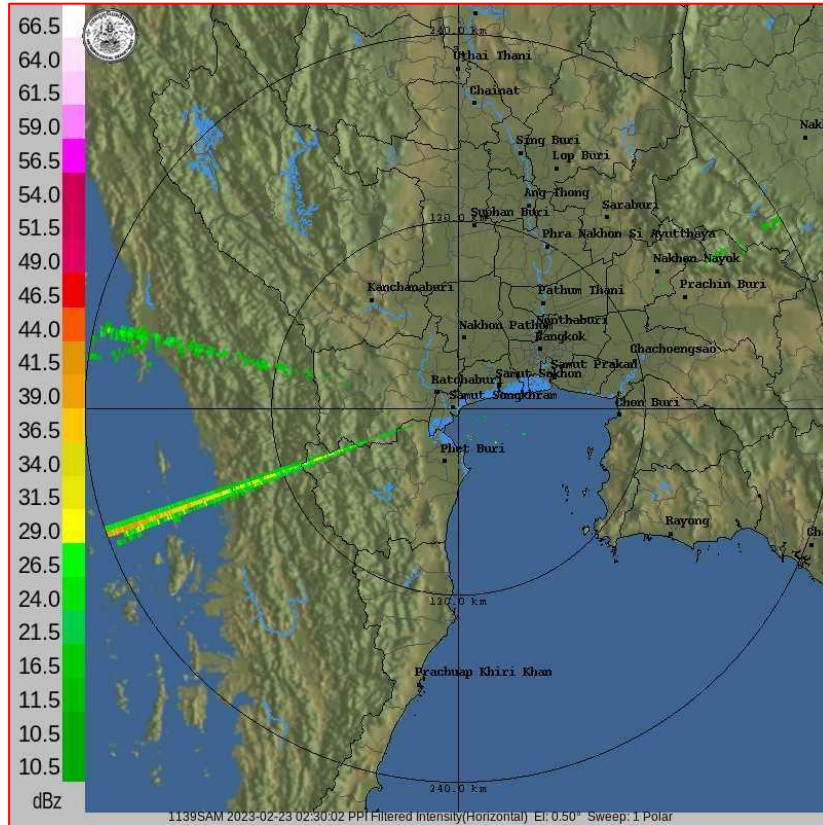 66.5
64.0
61.5
59.0
56.5
54.0
51.5
49.0
46.5
44.0
41.5
39.0
36.5
34.0
31.5
29.0
26.5
24.0
21.5
16.5
11.5
10.5
10.5
dBz
240.0 km
Uthai Thani
Chainat
Sing Buri
Lop Buri
Ang Thong
Saraburi
Suphan Buri
120.0 km
Phra Nakhon Si Ayutthaya
Nakhon Nayok
Prachin Buri
Kanchanaburi
Pathum Thani
Nonthaburi
Nakhon Pathom
Bangkok
Chachoengsao
Samut Prakan
Samut Sakhon
Ratchaburi
Samut Songkhram
Chon Buri
Phet Buri
Rayong
120.0 km
Prachuap Khiri Khan
240.0 km
1139SAM 2023-02-23 02:30:02 PPI Filtered Intensity(Horizontal) El: 0.50° Sweep: 1 Polar